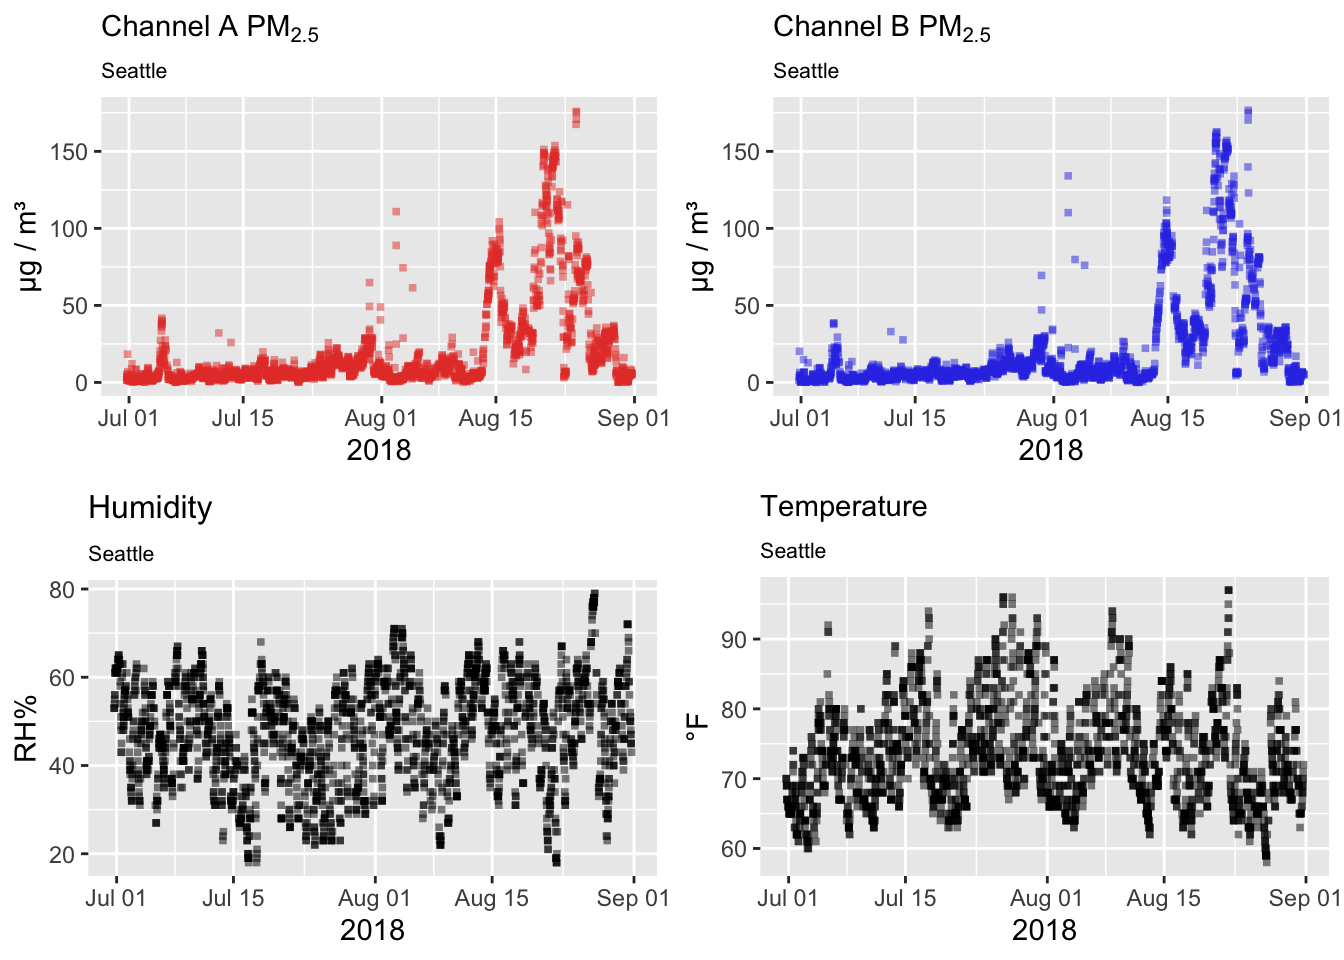 Channel A PM2.5
Seattle
µg / m³
150
100
50
0
Jul 01 Jul 15 Aug 01 Aug 15 Sep 01
2018
Channel B PM2.5
Seattle
µg / m³
150
100
50
0
Jul 01 Jul 15 Aug 01 Aug 15 Sep 01
2018
Humidity
Seattle
RH%
80
60
40
20
Jul 01 Jul 15 Aug 01 Aug 15 Sep 01
2018
Temperature
Seattle
°F
90
80
70
60
Jul 01 Jul 15 Aug 01 Aug 15 Sep 01
2018